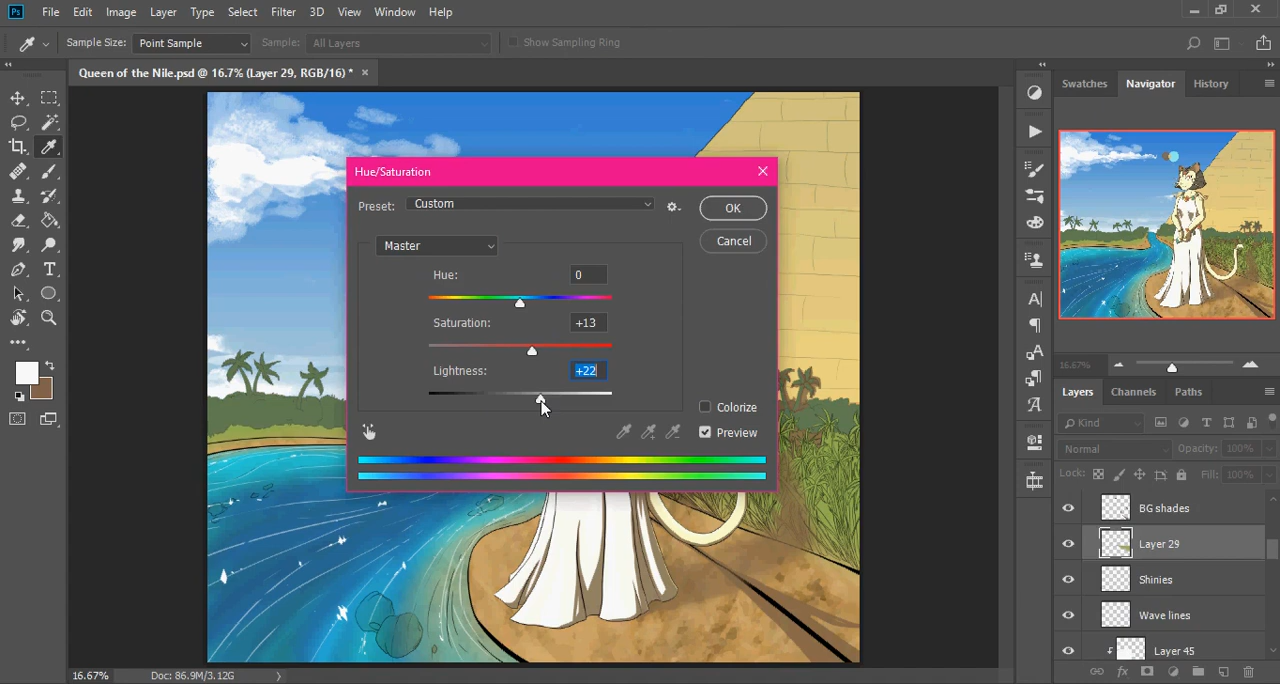 Ps File Edit Image Layer Type Select Filter 3D View Window Help
Sample Size: Point Sample Sample: All Layers Show Sampling Ring
Queen of the Nile.psd @ 16.7% (Layer 29, RGB/16) * ×
Swatches Navigator History
Hue/Saturation
Preset: Custom
OK
Master
Cancel
Hue: 0
Saturation: +13
Lightness: +22
Colorize
Preview
16.67%
Layers Channels Paths
Kind
Normal Opacity: 100%
Lock: Fill: 100%
BG shades
Layer 29
Shinies
Wave lines
Layer 45
16.67% Doc: 86.9M/3.12G